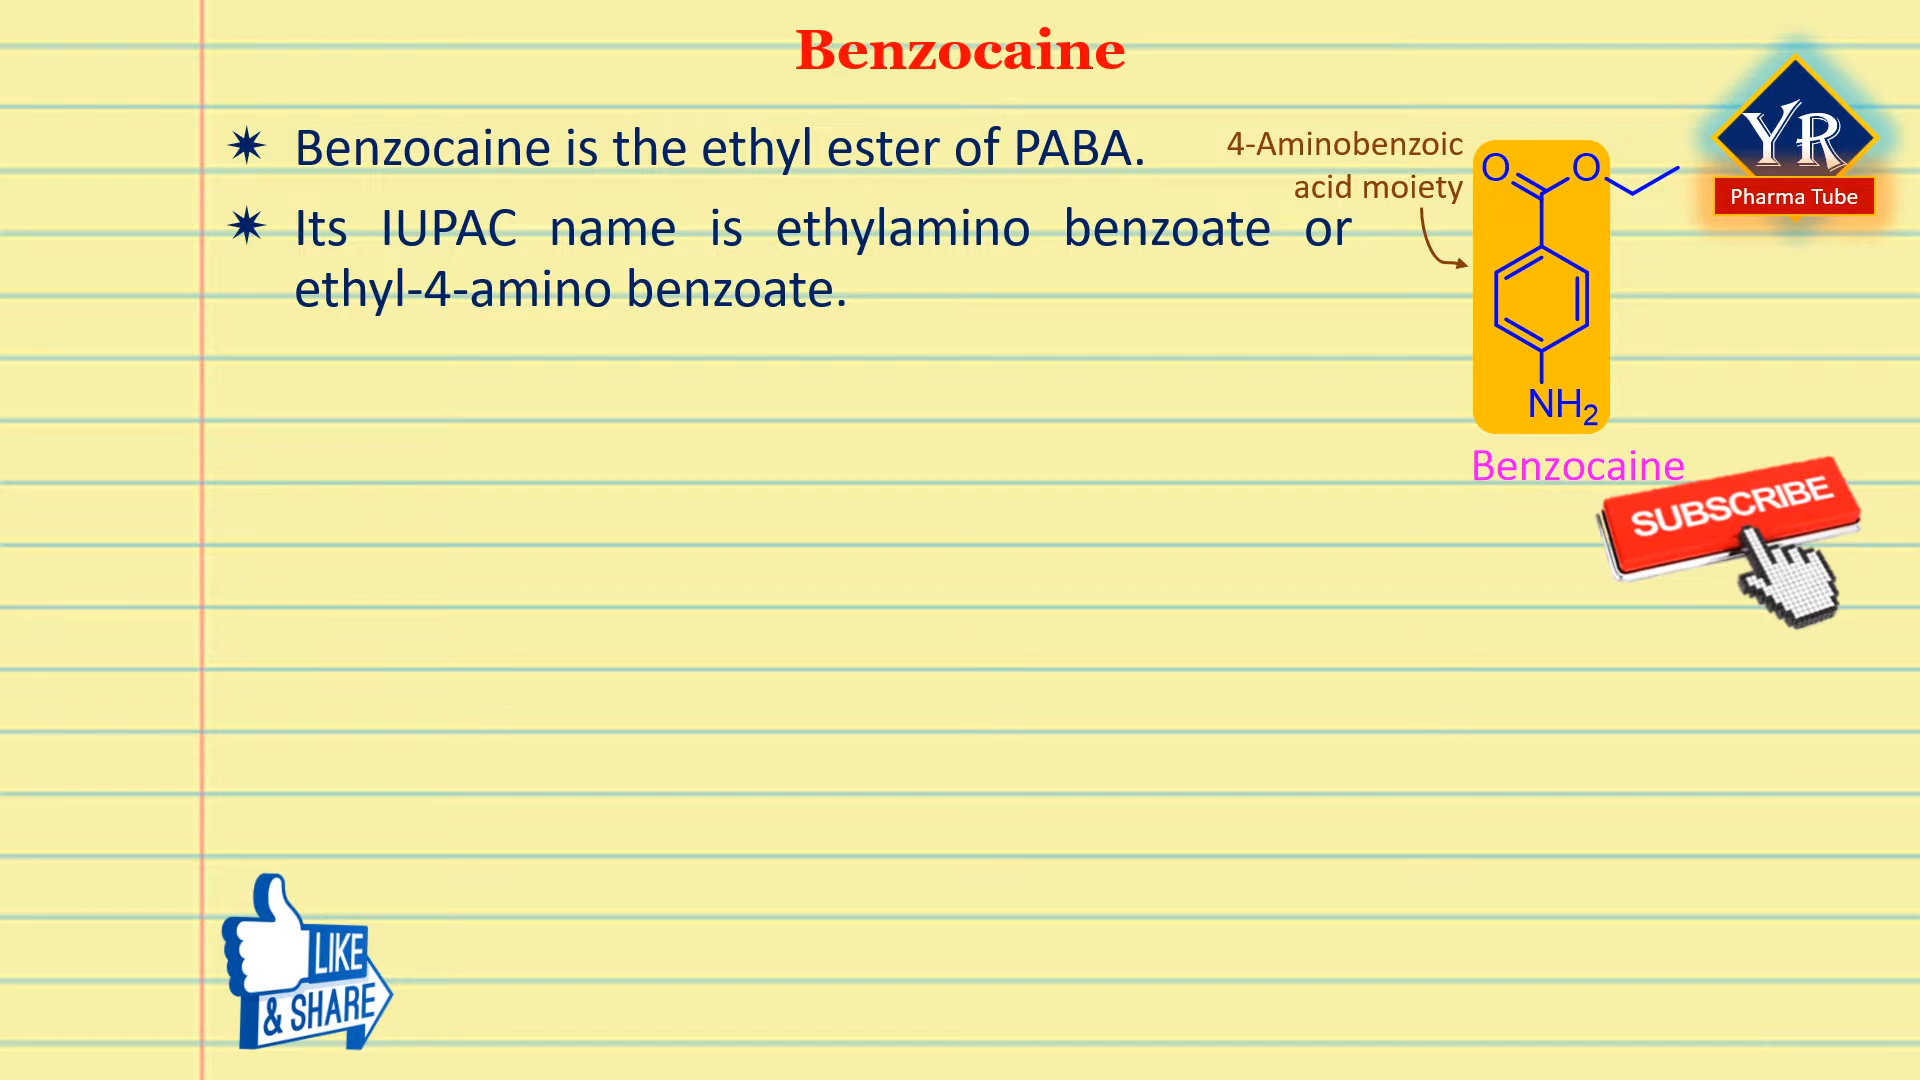 Benzocaine
Benzocaine is the ethyl ester of PABA.
Its IUPAC name is ethylamino benzoate or
ethyl-4-amino benzoate.
4-Aminobenzoic
acid moiety
O O
NH2
Benzocaine
YR
Pharma Tube
SUBSCRIBE
LIKE
& SHARE